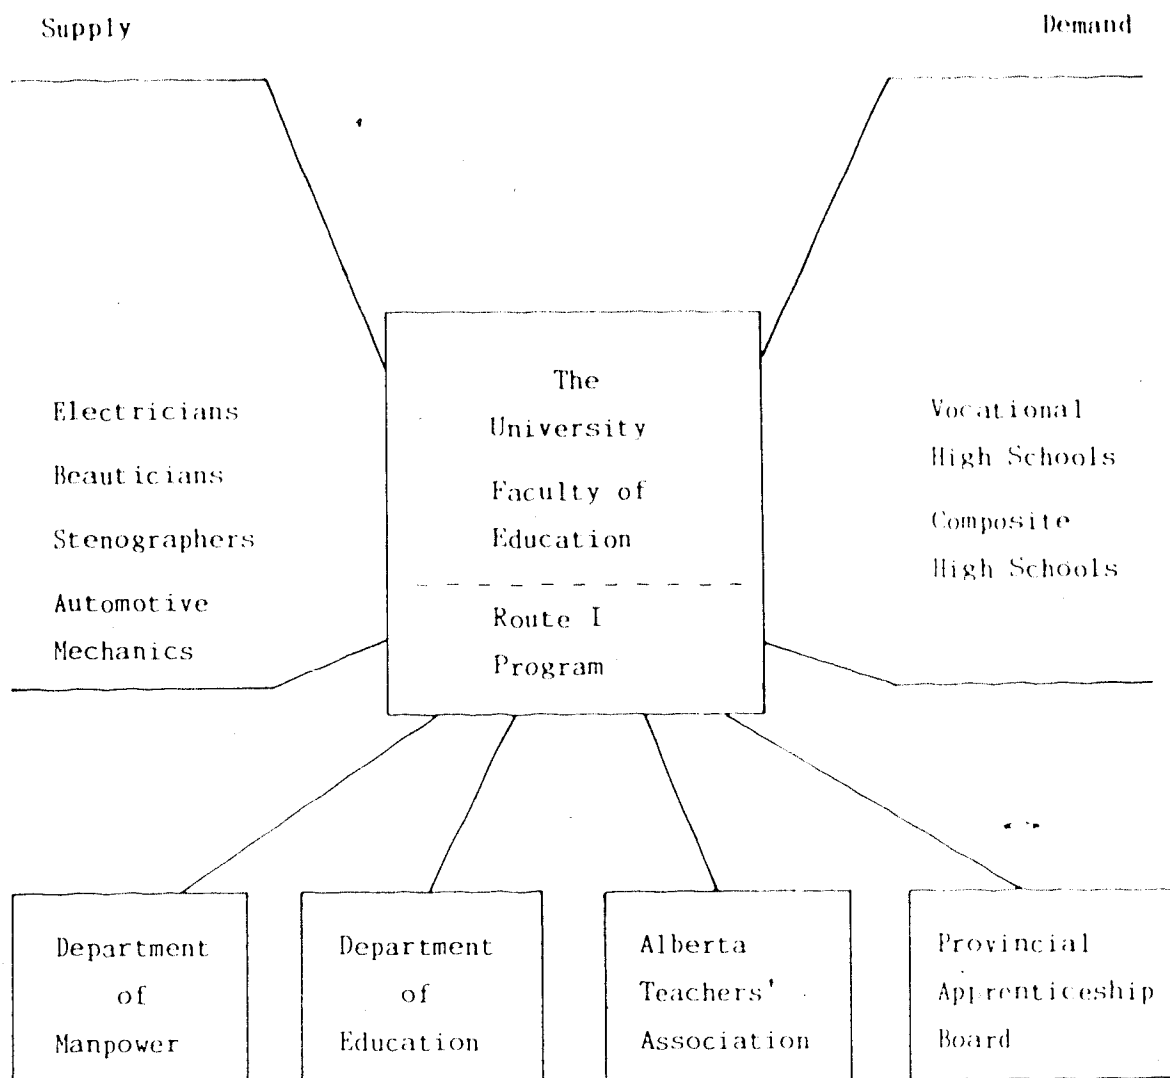 Supply
Demand
Electricians
Beauticians
Stenographers
Automotive
Mechanics
The
University
Faculty of
Education
Route I
Program
Vocational
High Schools
Composite
High Schools
Department
of
Manpower
Department
of
Education
Alberta
Teachers'
Association
Provincial
Apprenticeship
Board